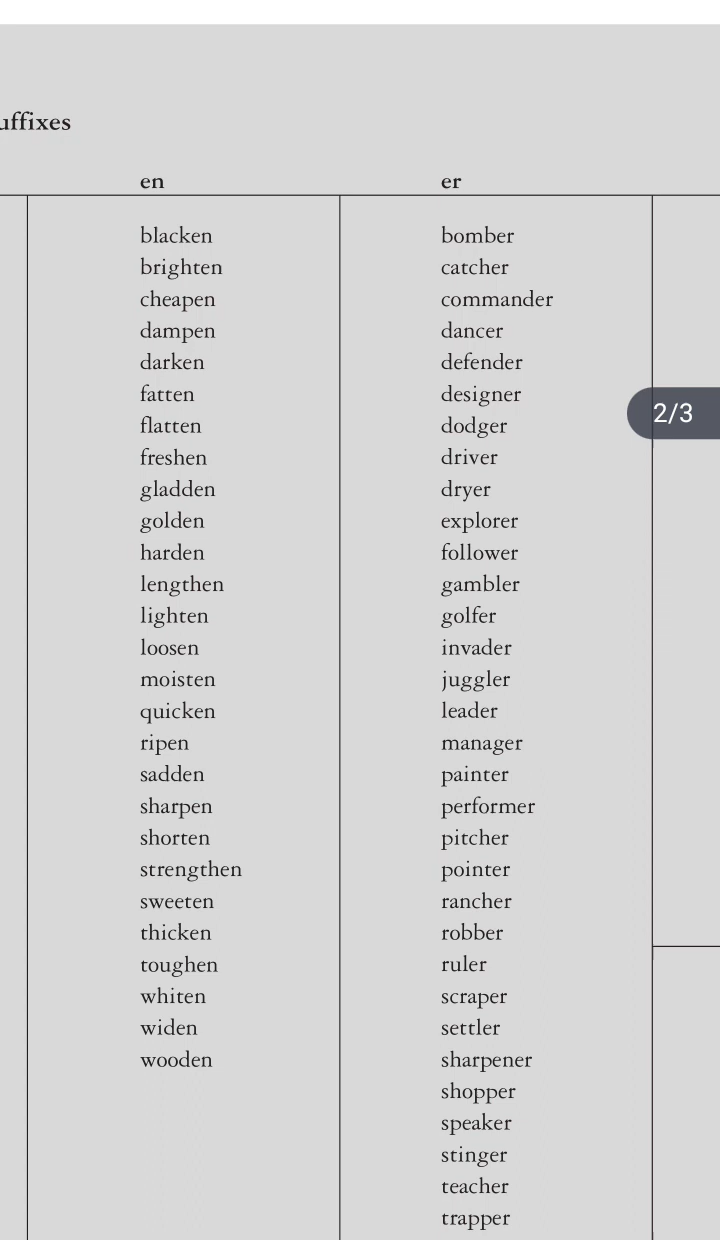 uffixes
en
blacken
brighten
cheapen
dampen
darken
fatten
flatten
freshen
gladden
golden
harden
lengthen
lighten
loosen
moisten
quicken
ripen
sadden
sharpen
shorten
strengthen
sweeten
thicken
toughen
whiten
widen
wooden
er
bomber
catcher
commander
dancer
defender
designer
dodger
driver
dryer
explorer
follower
gambler
golfer
invader
juggler
leader
manager
painter
performer
pitcher
pointer
rancher
robber
ruler
scraper
settler
sharpener
shopper
speaker
stinger
teacher
trapper
2/3